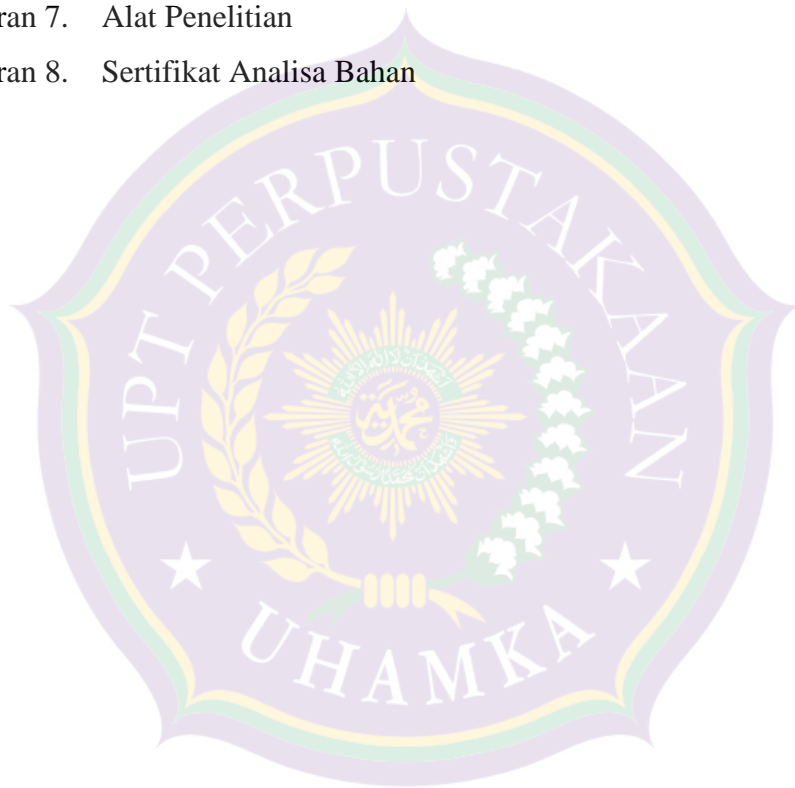 ran 7. Alat Penelitian
ran 8. Sertifikat Analisa Bahan
UPT PERPUSTAKAAN
UHAMKA